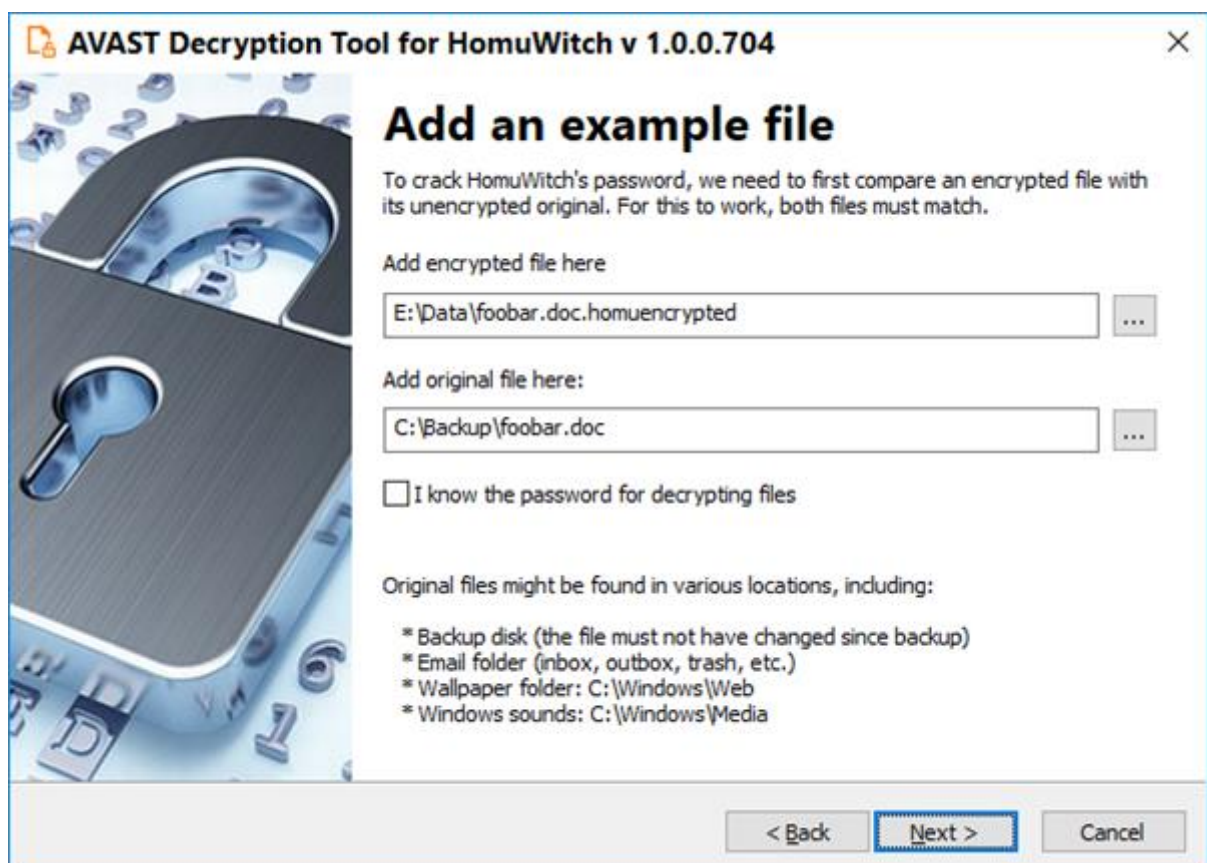 AVAST Decryption Tool for HomuWitch v 1.0.0.704
Add an example file
To crack HomuWitch's password, we need to first compare an encrypted file with
its unencrypted original. For this to work, both files must match.
Add encrypted file here
E:\Data\foobar.doc.homuencrypted
...
Add original file here:
C:\Backup\foobar.doc
...
I know the password for decrypting files
Original files might be found in various locations, including:
* Backup disk (the file must not have changed since backup)
* Email folder (inbox, outbox, trash, etc.)
* Wallpaper folder: C:\Windows\Web
* Windows sounds: C:\Windows\Media
< Back Next > Cancel